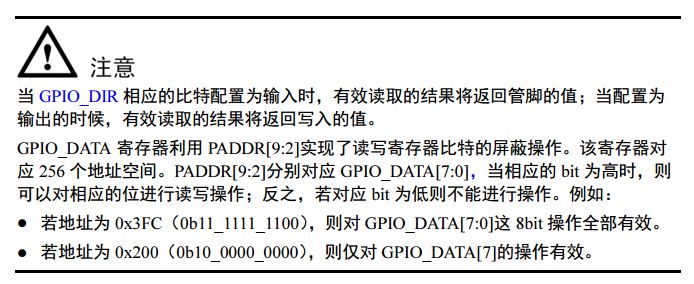 注意
当 GPIO_DIR 相应的比特配置为输入时，有效读取的结果将返回管脚的值；当配置为
输出的时候，有效读取的结果将返回写入的值。
GPIO_DATA 寄存器利用 PADDR[9:2]实现了读写寄存器比特的屏蔽操作。该寄存器对
应 256 个地址空间。PADDR[9:2]分别对应 GPIO_DATA[7:0]，当相应的 bit 为高时，则
可以对相应的位进行读写操作；反之，若对应 bit 为低则不能进行操作。例如：
● 若地址为 0x3FC（0b11_1111_1100），则对 GPIO_DATA[7:0]这 8bit 操作全部有效。
● 若地址为 0x200（0b10_0000_0000），则仅对 GPIO_DATA[7]的操作有效。